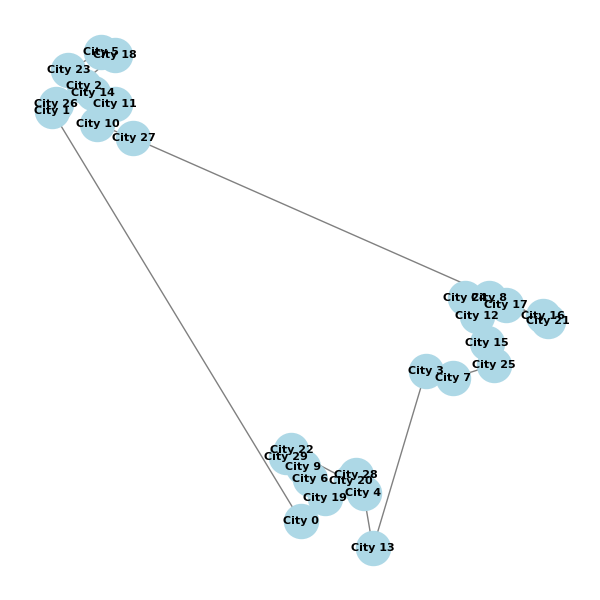 City 5
City 18
City 23
City 2
City 14
City 26
City 11
City 1
City 10
City 27
City 24
City 8
City 17
City 12
City 16
City 21
City 15
City 25
City 3
City 7
City 22
City 29
City 9
City 28
City 6
City 20
City 4
City 19
City 0
City 13